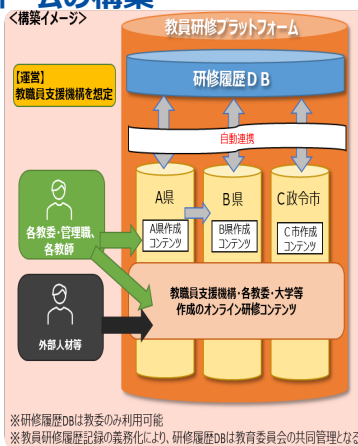 <構築イメージ>
教員研修プラットフォーム
研修履歴DB
【運営】
教職員支援機構を想定
自動連携
A県
B県
C政令市
A県作成
コンテンツ
B県作成
コンテンツ
C市作成
コンテンツ
各教委・管理職、
各教師
教職員支援機構・各教委・大学等
作成のオンライン研修コンテンツ
外部人材等
※研修履歴DBは教委のみ利用可能
※教員研修履歴記録の義務化により、研修履歴DBは教育委員会の共同管理となる